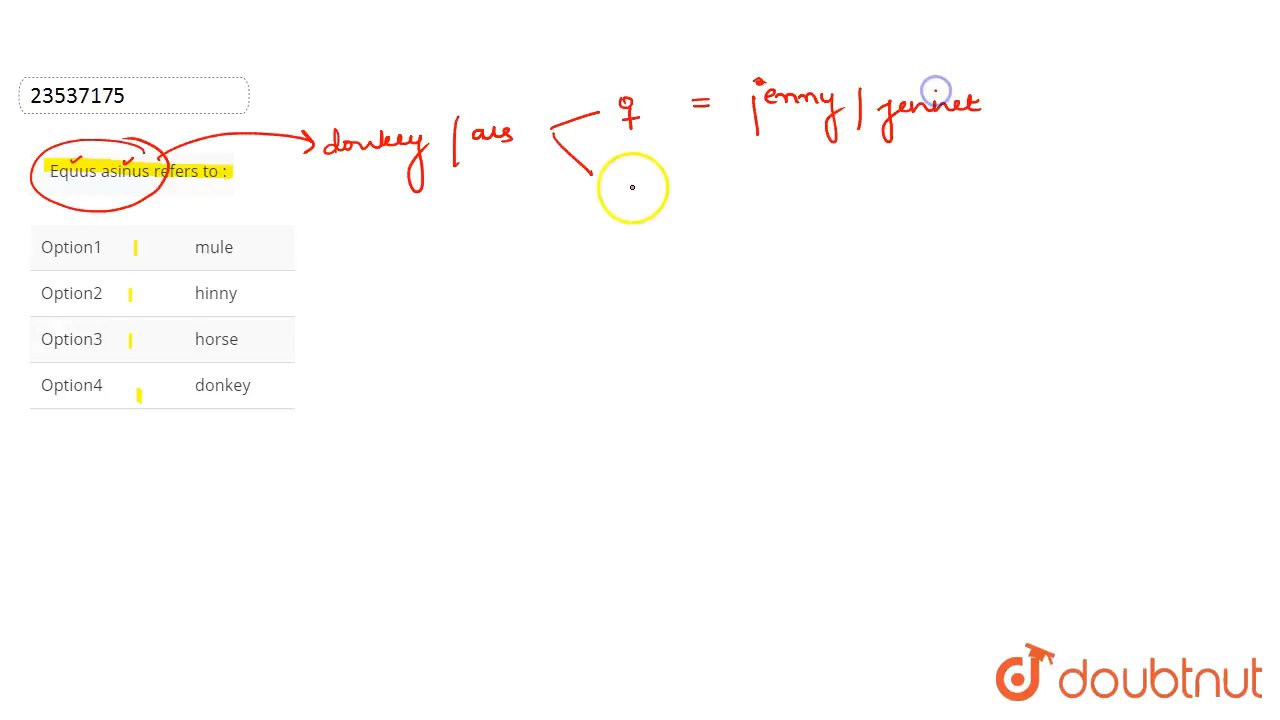 23537175
Equus asinus refers to :
donkey | ass
♀ = jenny | jennet
Option1 mule
Option2 hinny
Option3 horse
Option4 donkey
doubtnut